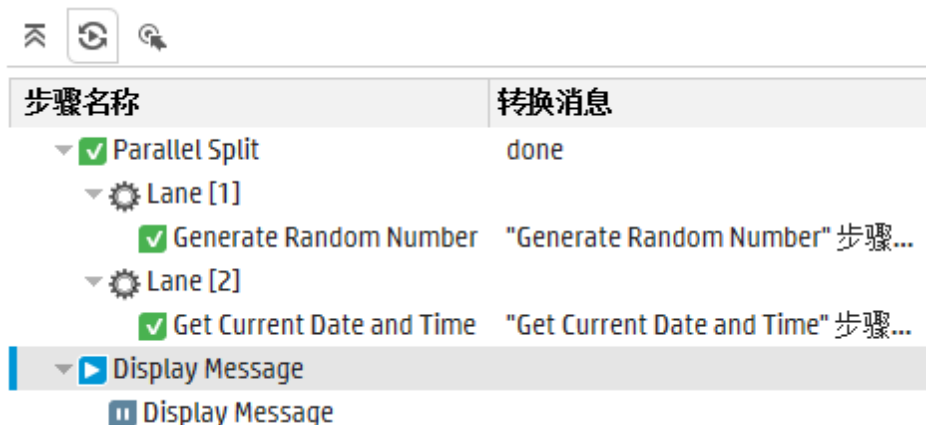 步骤名称 转换消息
Parallel Split done
Lane [1]
Generate Random Number "Generate Random Number" 步骤...
Lane [2]
Get Current Date and Time "Get Current Date and Time" 步骤...
Display Message
Display Message